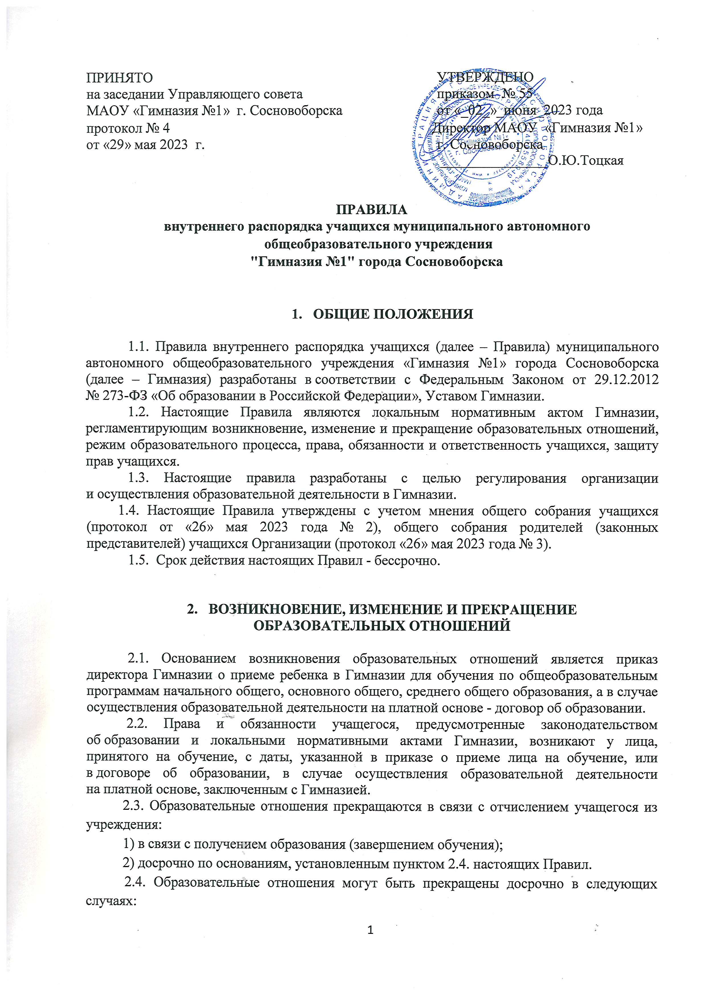 ПРИНЯТО
на заседании Управляющего совета
МАОУ «Гимназия №1» г. Сосновоборска
протокол № 4
от «29» мая 2023 г.
УТВЕРЖДЕНО
приказом № 55
от «_02_»_июня_2023 года
Директор МАОУ «Гимназия №1»
г. Сосновоборска
О.Ю.Тоцкая
«Гимназия №1»
г. Сосновоборска
ПРАВИЛА
внутреннего распорядка учащихся муниципального автономного
общеобразовательного учреждения
"Гимназия №1" города Сосновоборска
1. ОБЩИЕ ПОЛОЖЕНИЯ
1.1. Правила внутреннего распорядка учащихся (далее – Правила) муниципального
автономного общеобразовательного учреждения «Гимназия №1» города Сосновоборска
(далее – Гимназия) разработаны в соответствии с Федеральным Законом от 29.12.2012
№ 273-ФЗ «Об образовании в Российской Федерации», Уставом Гимназии.
1.2. Настоящие Правила являются локальным нормативным актом Гимназии,
регламентирующим возникновение, изменение и прекращение образовательных отношений,
режим образовательного процесса, права, обязанности и ответственность учащихся, защиту
прав учащихся.
1.3. Настоящие правила разработаны с целью регулирования организации
и осуществления образовательной деятельности в Гимназии.
1.4. Настоящие Правила утверждены с учетом мнения общего собрания учащихся
(протокол от «26» мая 2023 года № 2), общего собрания родителей (законных
представителей) учащихся Организации (протокол «26» мая 2023 года № 3).
1.5. Срок действия настоящих Правил - бессрочно.
2. ВОЗНИКНОВЕНИЕ, ИЗМЕНЕНИЕ И ПРЕКРАЩЕНИЕ
ОБРАЗОВАТЕЛЬНЫХ ОТНОШЕНИЙ
2.1. Основанием возникновения образовательных отношений является приказ
директора Гимназии о приеме ребенка в Гимназии для обучения по общеобразовательным
программам начального общего, основного общего, среднего общего образования, а в случае
осуществления образовательной деятельности на платной основе - договор об образовании.
2.2. Права и обязанности учащегося, предусмотренные законодательством
об образовании и локальными нормативными актами Гимназии, возникают у лица,
принятого на обучение, с даты, указанной в приказе о приеме лица на обучение, или
в договоре об образовании, в случае осуществления образовательной деятельности
на платной основе, заключенным с Гимназией.
2.3. Образовательные отношения прекращаются в связи с отчислением учащегося из
учреждения:
1) в связи с получением образования (завершением обучения);
2) досрочно по основаниям, установленным пунктом 2.4. настоящих Правил.
2.4. Образовательные отношения могут быть прекращены досрочно в следующих
случаях:
1